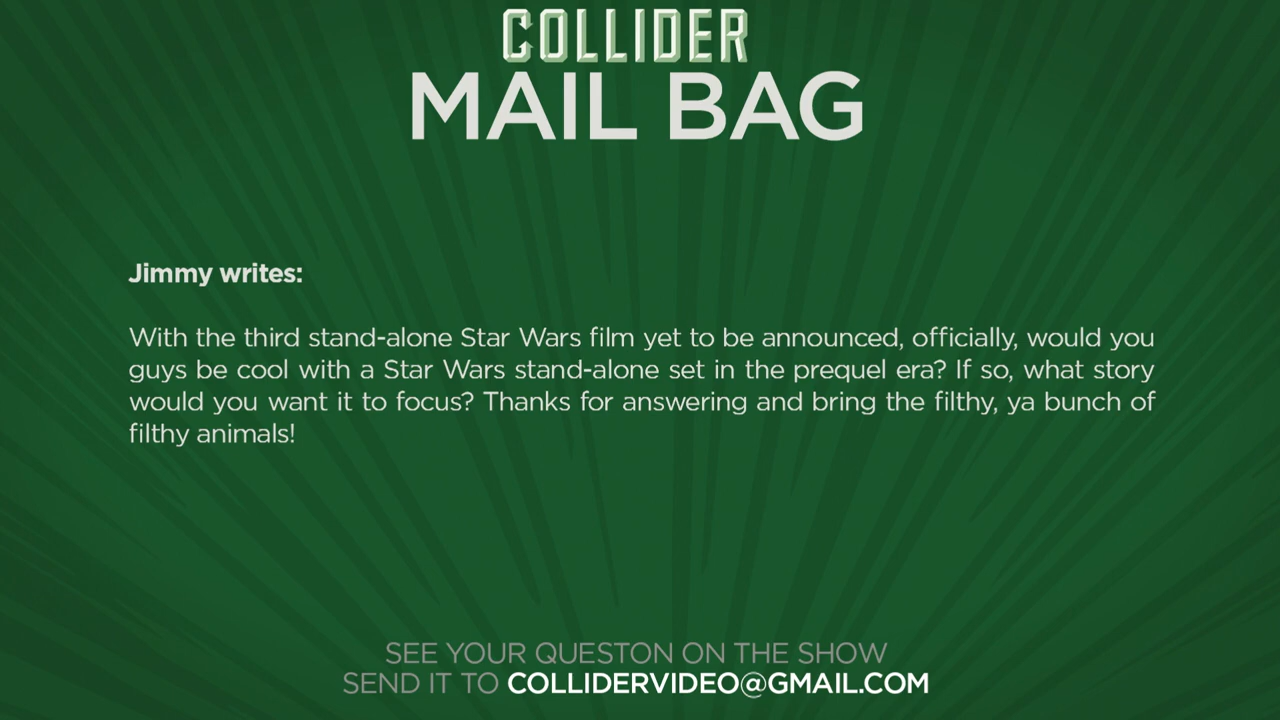 COLLIDER
MAIL BAG
Jimmy writes:
With the third stand-alone Star Wars film yet to be announced, officially, would you
guys be cool with a Star Wars stand-alone set in the prequel era? If so, what story
would you want it to focus? Thanks for answering and bring the filthy, ya bunch of
filthy animals!
SEE YOUR QUESTON ON THE SHOW
SEND IT TO COLLIDERVIDEO@GMAIL.COM